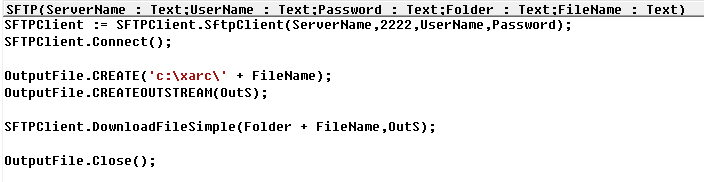 SFTP(ServerName : Text;UserName : Text;Password : Text;Folder : Text;FileName : Text)
SFTPClient := SFTPClient.SftpClient(ServerName,2222,UserName,Password);
SFTPClient.Connect();
OutputFile.CREATE('c:\xarc\' + FileName);
OutputFile.CREATEOUTSTREAM(OutS);
SFTPClient.DownloadFileSimple(Folder + FileName,OutS);
OutputFile.Close();